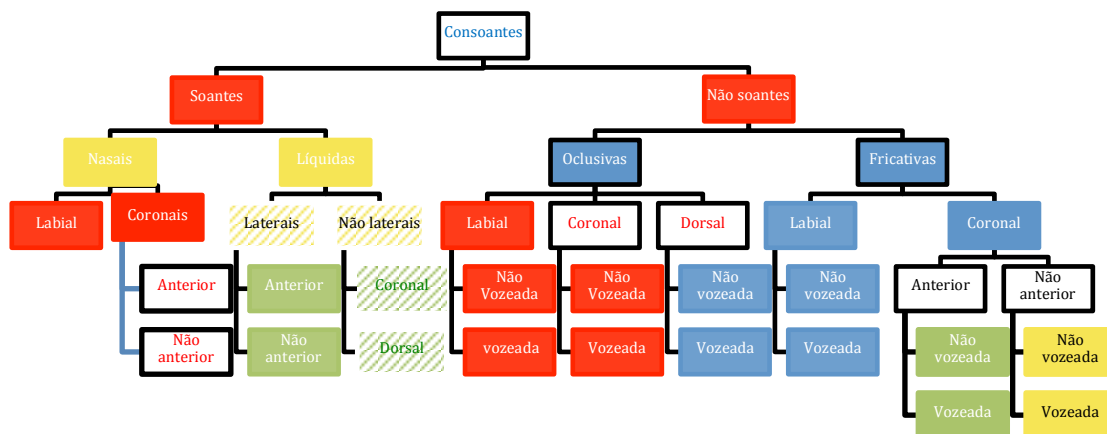 Consoantes
Soantes
Não soantes
Nasais
Líquidas
Oclusivas
Fricativas
Labial
Coronais
Laterais
Não laterais
Labial
Coronal
Dorsal
Labial
Coronal
Anterior
Anterior
Coronal
Não
Vozeada
Não
Vozeada
Não
vozeada
Não
vozeada
Anterior
Não
anterior
Não
anterior
Não
anterior
Dorsal
vozeada
Vozeada
Vozeada
Vozeada
Não
vozeada
Não
vozeada
Vozeada
Vozeada